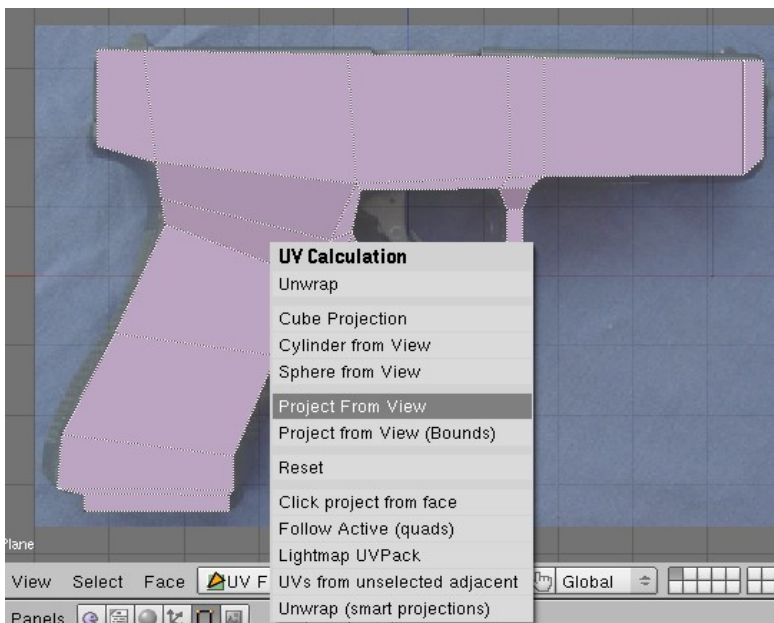 UV Calculation
Unwrap
Cube Projection
Cylinder from View
Sphere from View
Project From View
Project from View (Bounds)
Reset
Click project from face
Follow Active (quads)
Lightmap UVPack
UVs from unselected adjacent
Unwrap (smart projections)
Plane
View Select Face UV F Global
Panels